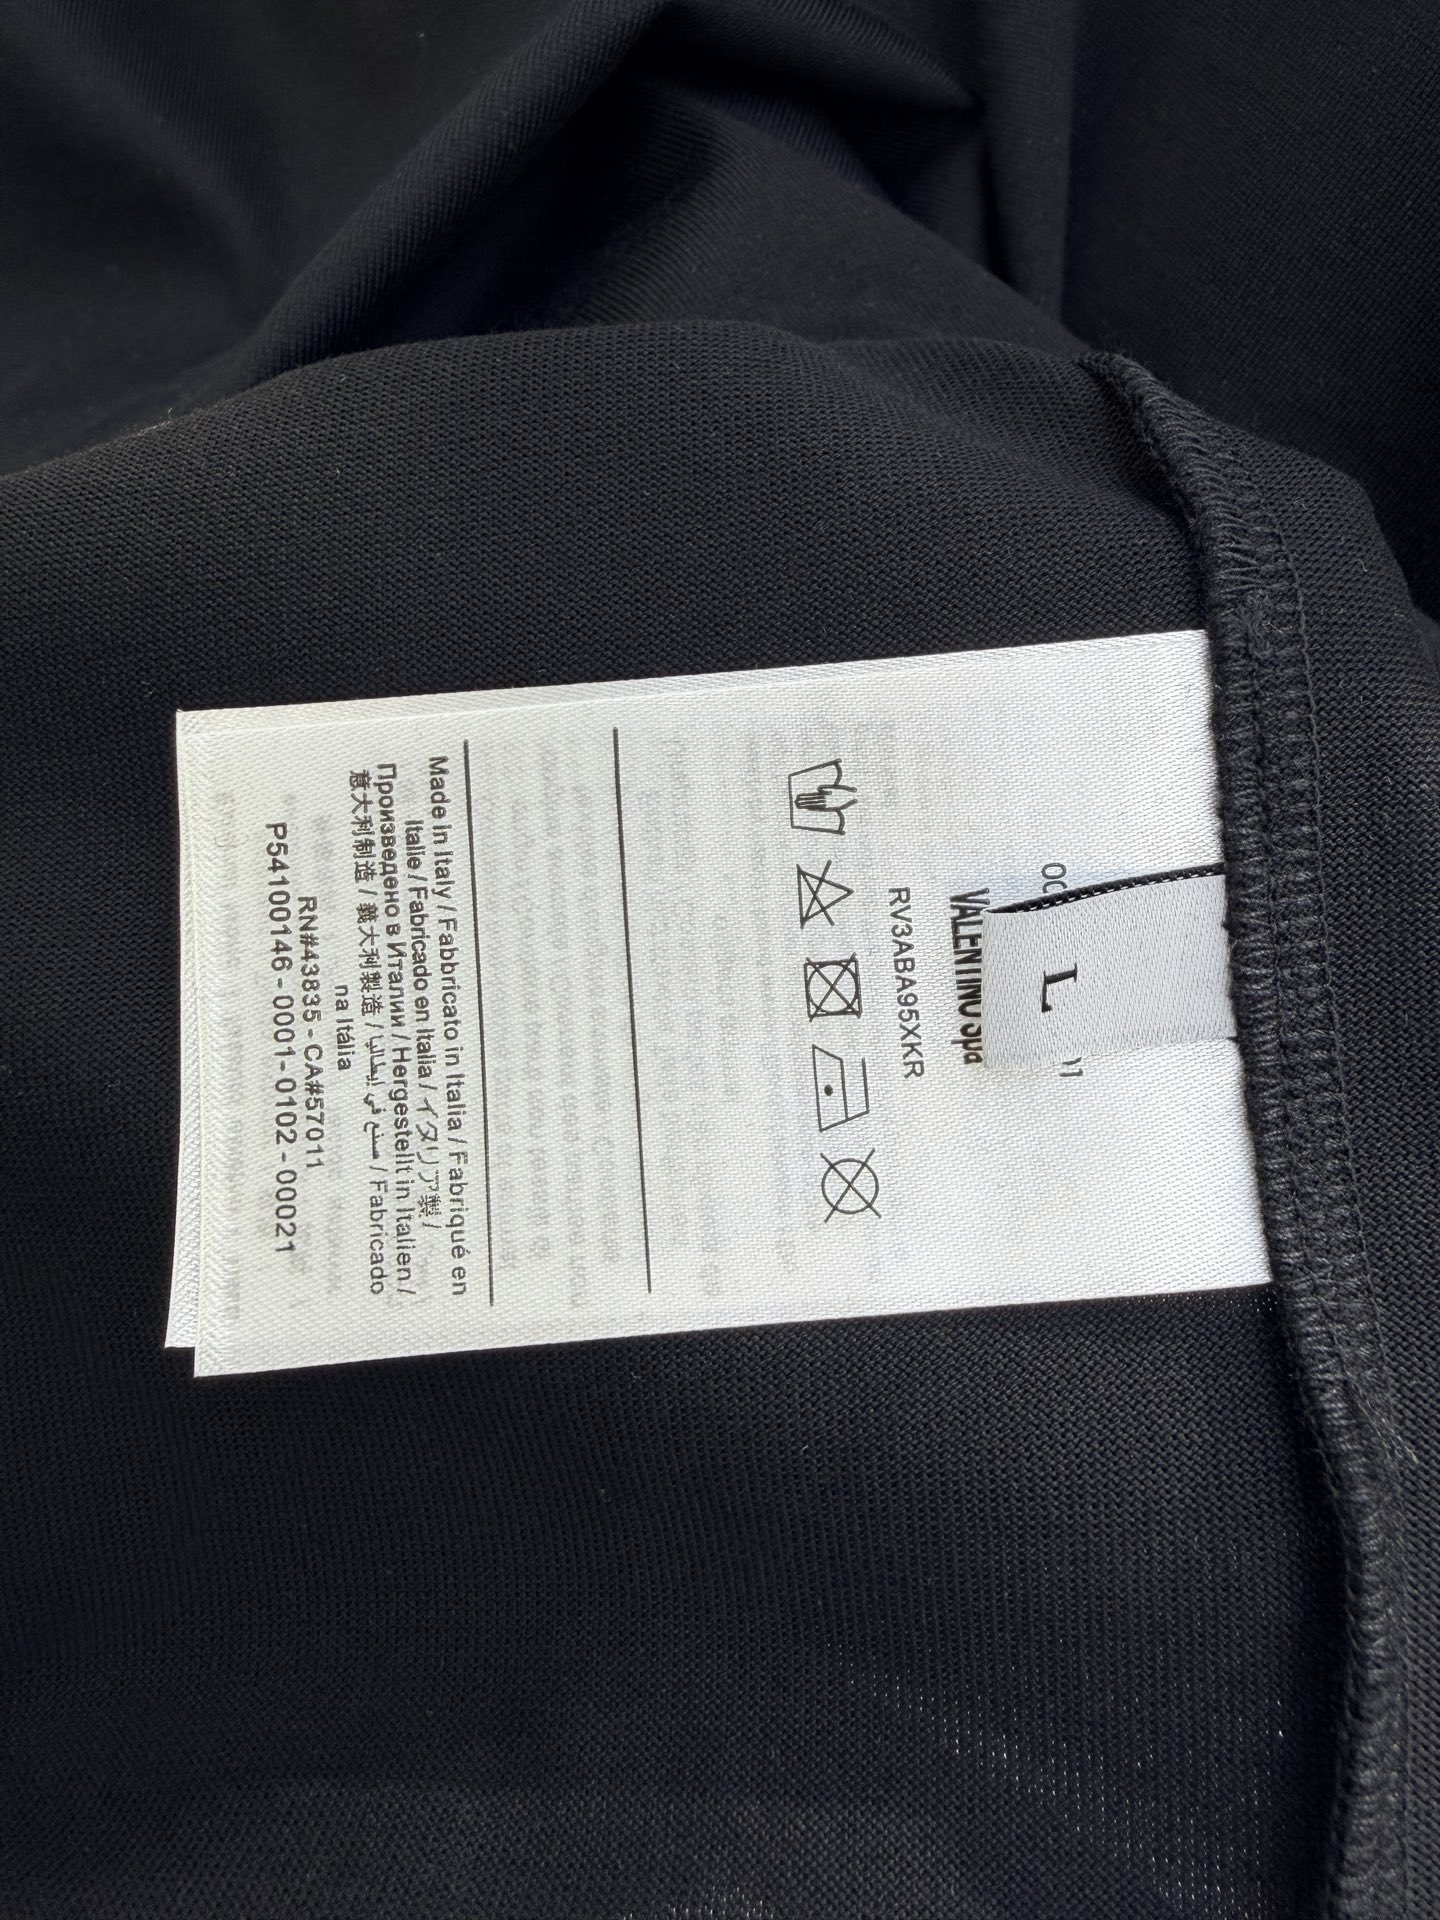 L
VALENTINO SpA
RV3ABA95XKR
Made in Italy / Fabbricato in Italia / Fabriqué en
Italie / Fabricado en Italia / イタリア製 /
Произведено в Италии / Hergestellt in Italien /
意大利制造 / 義大利製造 / صنع في إيطاليا / Fabricado
na Itália
RN#43835 - CA#57011
P54100146 - 0001 - 0102 - 00021